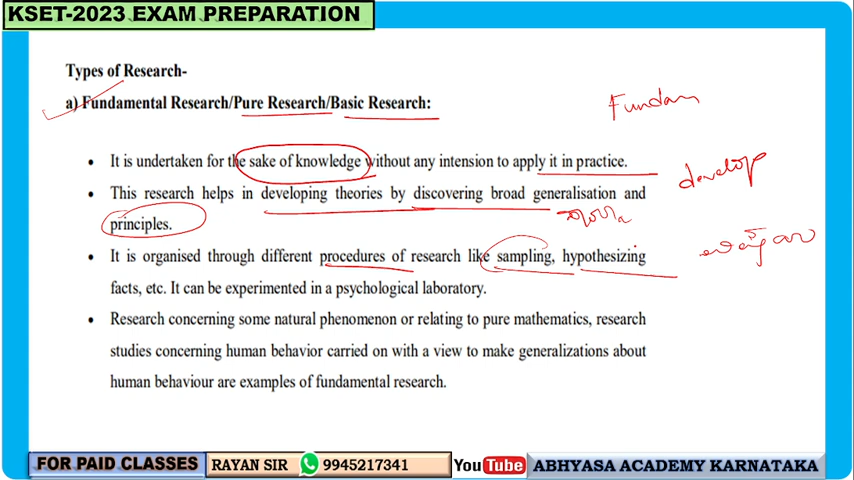 KSET-2023 EXAM PREPARATION
Types of Research-
a) Fundamental Research/Pure Research/Basic Research:
Fundam
• It is undertaken for the sake of knowledge without any intension to apply it in practice.
develop
• This research helps in developing theories by discovering broad generalisation and
principles.
• It is organised through different procedures of research like sampling, hypothesizing
facts, etc. It can be experimented in a psychological laboratory.
• Research concerning some natural phenomenon or relating to pure mathematics, research
studies concerning human behavior carried on with a view to make generalizations about
human behaviour are examples of fundamental research.
FOR PAID CLASSES RAYAN SIR 9945217341 YouTube ABHYASA ACADEMY KARNATAKA